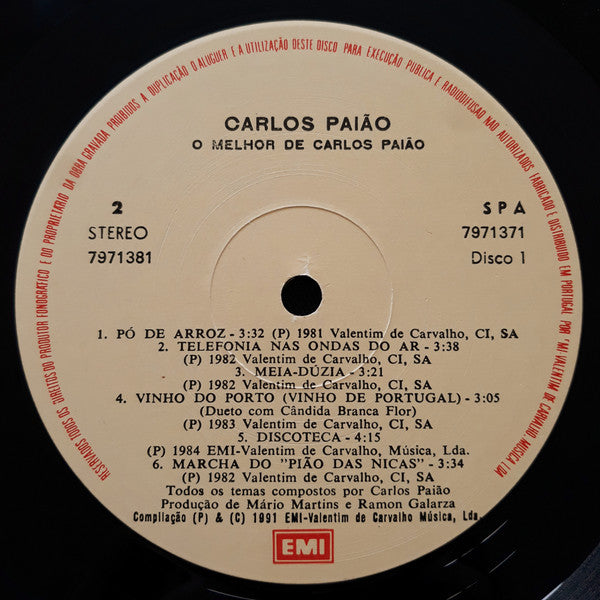 RESERVADOS TODOS OS DIREITOS DO PRODUTOR FONOGRÁFICO E DO PROPRIETÁRIO DA OBRA GRAVADA PROIBIDOS A DUPLICAÇÃO O ALUGUER E A UTILIZAÇÃO DESTE DISCO PARA EXECUÇÃO PÚBLICA E RADIODIFUSÃO NÃO AUTORIZADOS FABRICADO E DISTRIBUIDO EM PORTUGAL POR "MI VALENTIM DE CARVALHO MUSICA LDA
CARLOS PAIÃO
O MELHOR DE CARLOS PAIÃO
2 SPA
STEREO 7971371
7971381 Disco 1
1. PÓ DE ARROZ - 3:32 (P) 1981 Valentim de Carvalho, CI, SA
2. TELEFONIA NAS ONDAS DO AR - 3:38
(P) 1982 Valentim de Carvalho, CI, SA
3. MEIA-DÚZIA - 3:21
(P) 1982 Valentim de Carvalho, CI, SA
4. VINHO DO PORTO (VINHO DE PORTUGAL) - 3:05
(Dueto com Cândida Branca Flor)
(P) 1983 Valentim de Carvalho, CI, SA
5. DISCOTECA - 4:15
(P) 1984 EMI-Valentim de Carvalho, Música, Lda.
6. MARCHA DO "PIÃO DAS NICAS" - 3:34
(P) 1982 Valentim de Carvalho, CI, SA
Todos os temas compostos por Carlos Paião
Produção de Mário Martins e Ramon Galarza
Compilação (P) & (C) 1991 EMI-Valentim de Carvalho Música, Lda.
EMI